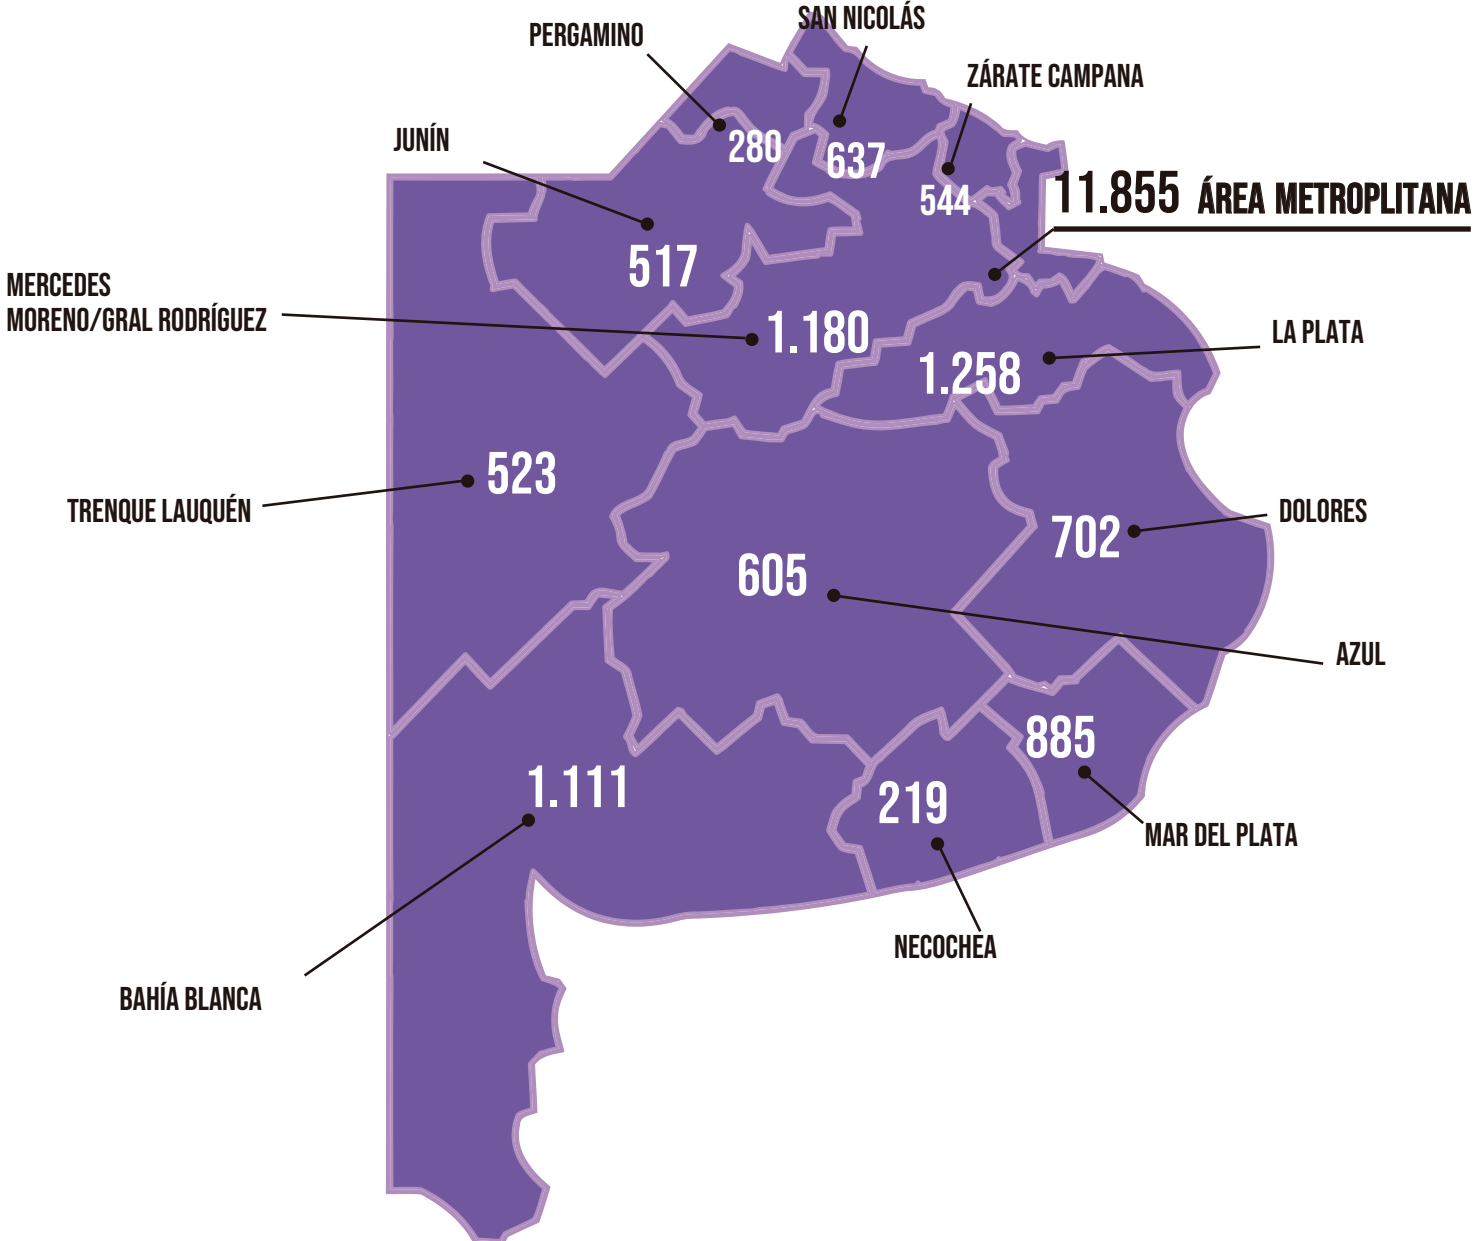 SAN NICOLÁS
PERGAMINO
ZÁRATE CAMPANA
JUNÍN
280
637
544
11.855 ÁREA METROPLITANA
517
MERCEDES
MORENO/GRAL RODRÍGUEZ
1.180
LA PLATA
1.258
523
TRENQUE LAUQUÉN
DOLORES
702
605
AZUL
885
1.111
219
MAR DEL PLATA
NECOCHEA
BAHÍA BLANCA